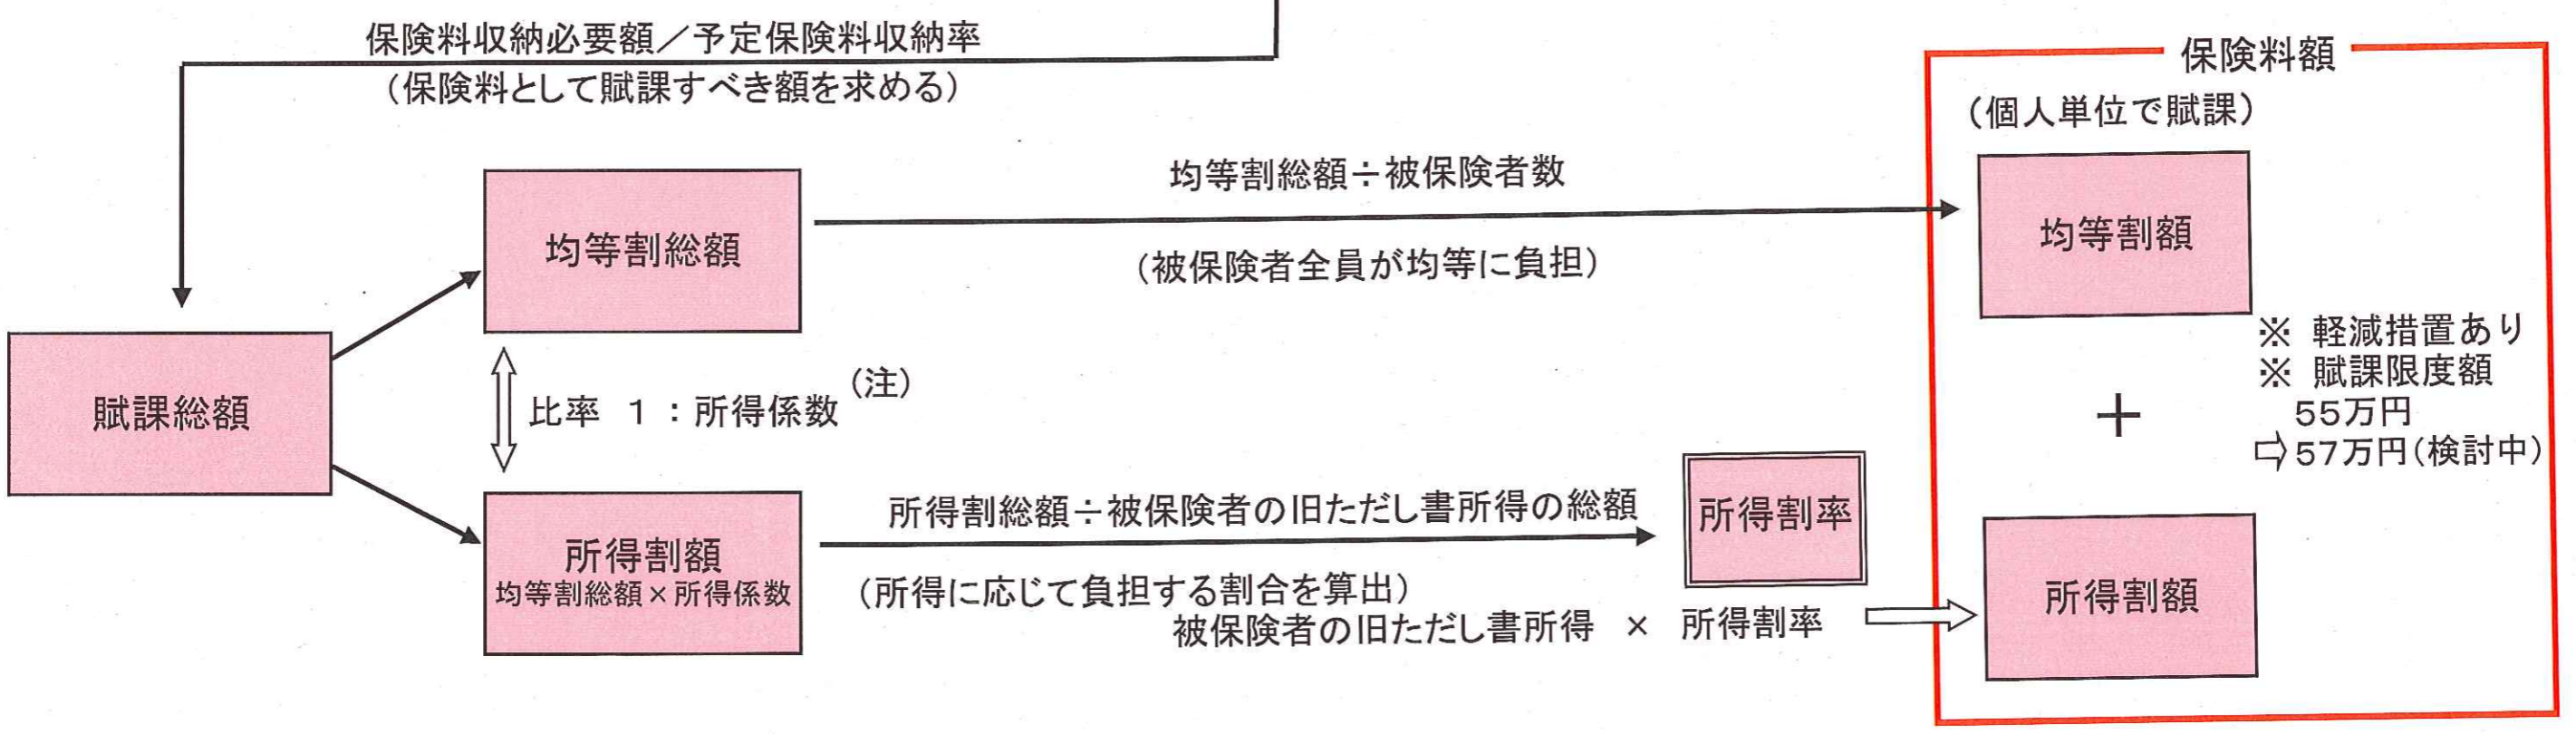 保険料収納必要額／予定保険料収納率
（保険料として賦課すべき額を求める）
保険料額
（個人単位で賦課）
均等割総額÷被保険者数
均等割総額
均等割額
（被保険者全員が均等に負担）
※ 軽減措置あり
※ 賦課限度額
55万円
⇨57万円（検討中）
賦課総額
比率 １：所得係数（注）
＋
所得割総額÷被保険者の旧ただし書所得の総額
所得割率
所得割額
均等割総額×所得係数
（所得に応じて負担する割合を算出）
被保険者の旧ただし書所得 × 所得割率
所得割額